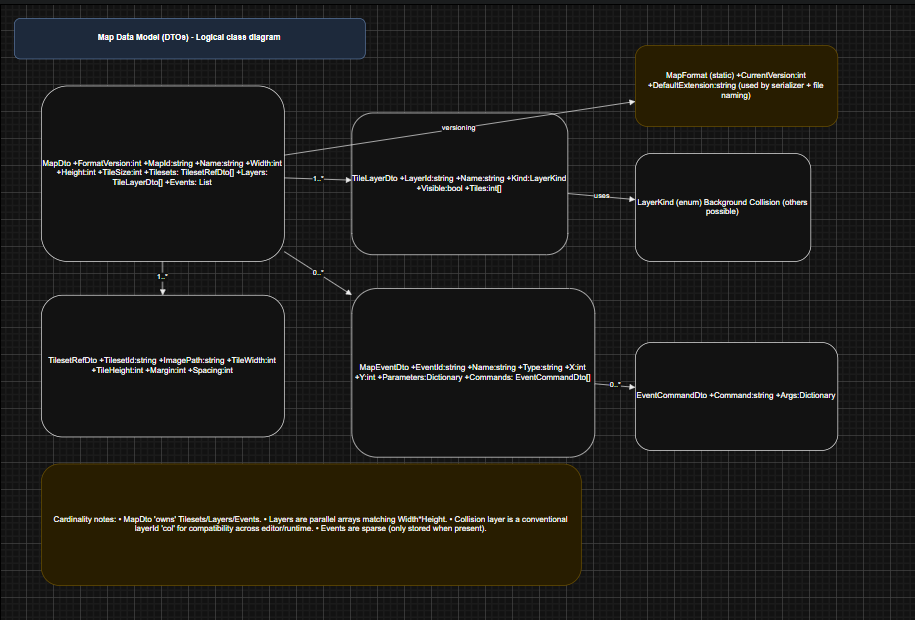 Map Data Model (DTOs) - Logical class diagram
MapFormat (static) +CurrentVersion:int
+DefaultExtension:string (used by serializer + file
naming)
versioning
MapDto +FormatVersion:int +MapId:string +Name:string +Width:int
+Height:int +TileSize:int +Tilesets: TilesetRefDto[] +Layers:
TileLayerDto[] +Events: List
1..*
TileLayerDto +LayerId:string +Name:string +Kind:LayerKind
+Visible:bool +Tiles:int[]
uses
LayerKind (enum) Background Collision (others
possible)
1..*
0..*
TilesetRefDto +TilesetId:string +ImagePath:string +TileWidth:int
+TileHeight:int +Margin:int +Spacing:int
MapEventDto +EventId:string +Name:string +Type:string +X:int
+Y:int +Parameters:Dictionary +Commands: EventCommandDto[]
0..*
EventCommandDto +Command:string +Args:Dictionary
Cardinality notes: • MapDto 'owns' Tilesets/Layers/Events. • Layers are parallel arrays matching Width*Height. • Collision layer is a conventional
layerId 'col' for compatibility across editor/runtime. • Events are sparse (only stored when present).